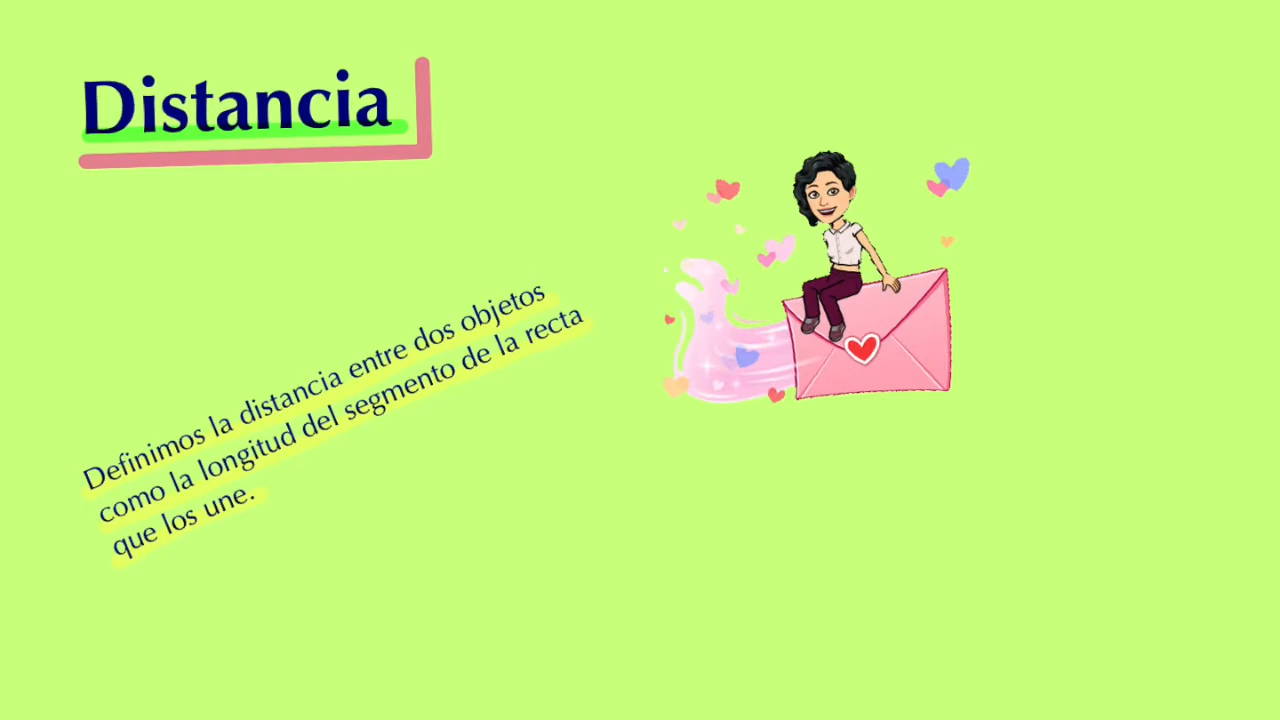 Distancia
Definimos la distancia entre dos objetos
como la longitud del segmento de la recta
que los une.